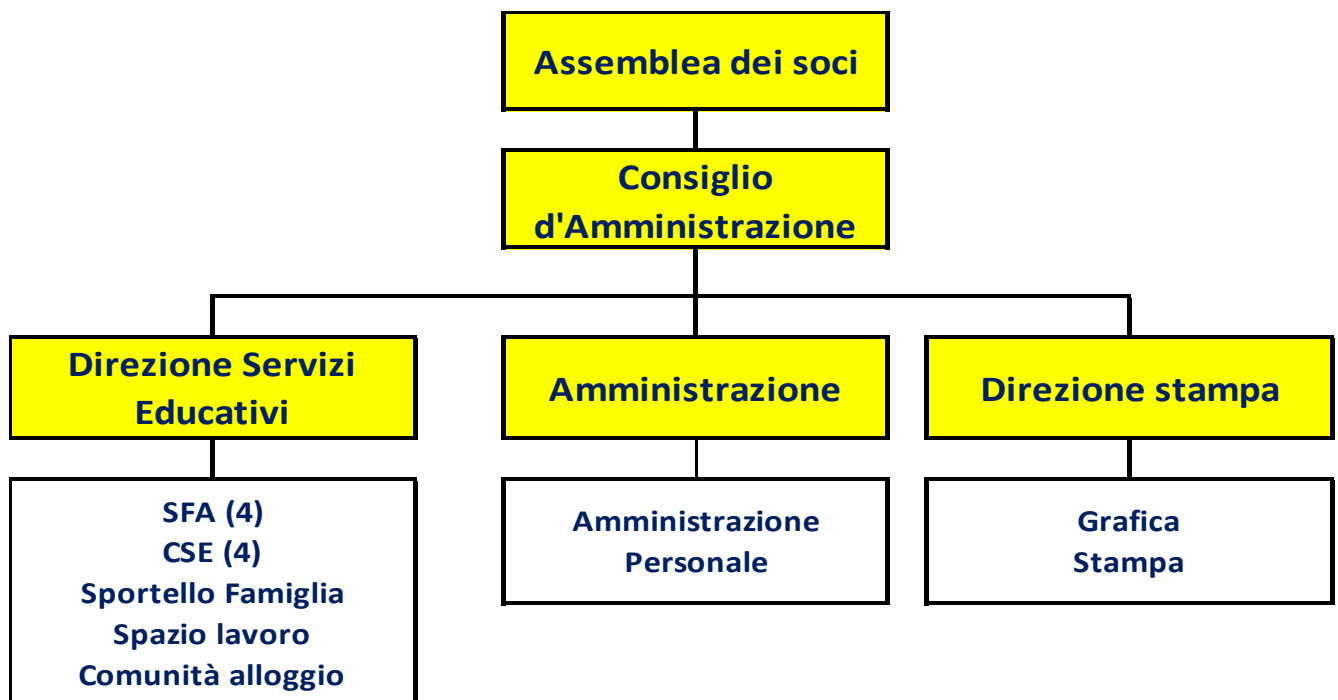 Assemblea dei soci
Consiglio
d'Amministrazione
Direzione Servizi
Educativi
Amministrazione
Direzione stampa
SFA (4)
CSE (4)
Sportello Famiglia
Spazio lavoro
Comunità alloggio
Amministrazione
Personale
Grafica
Stampa